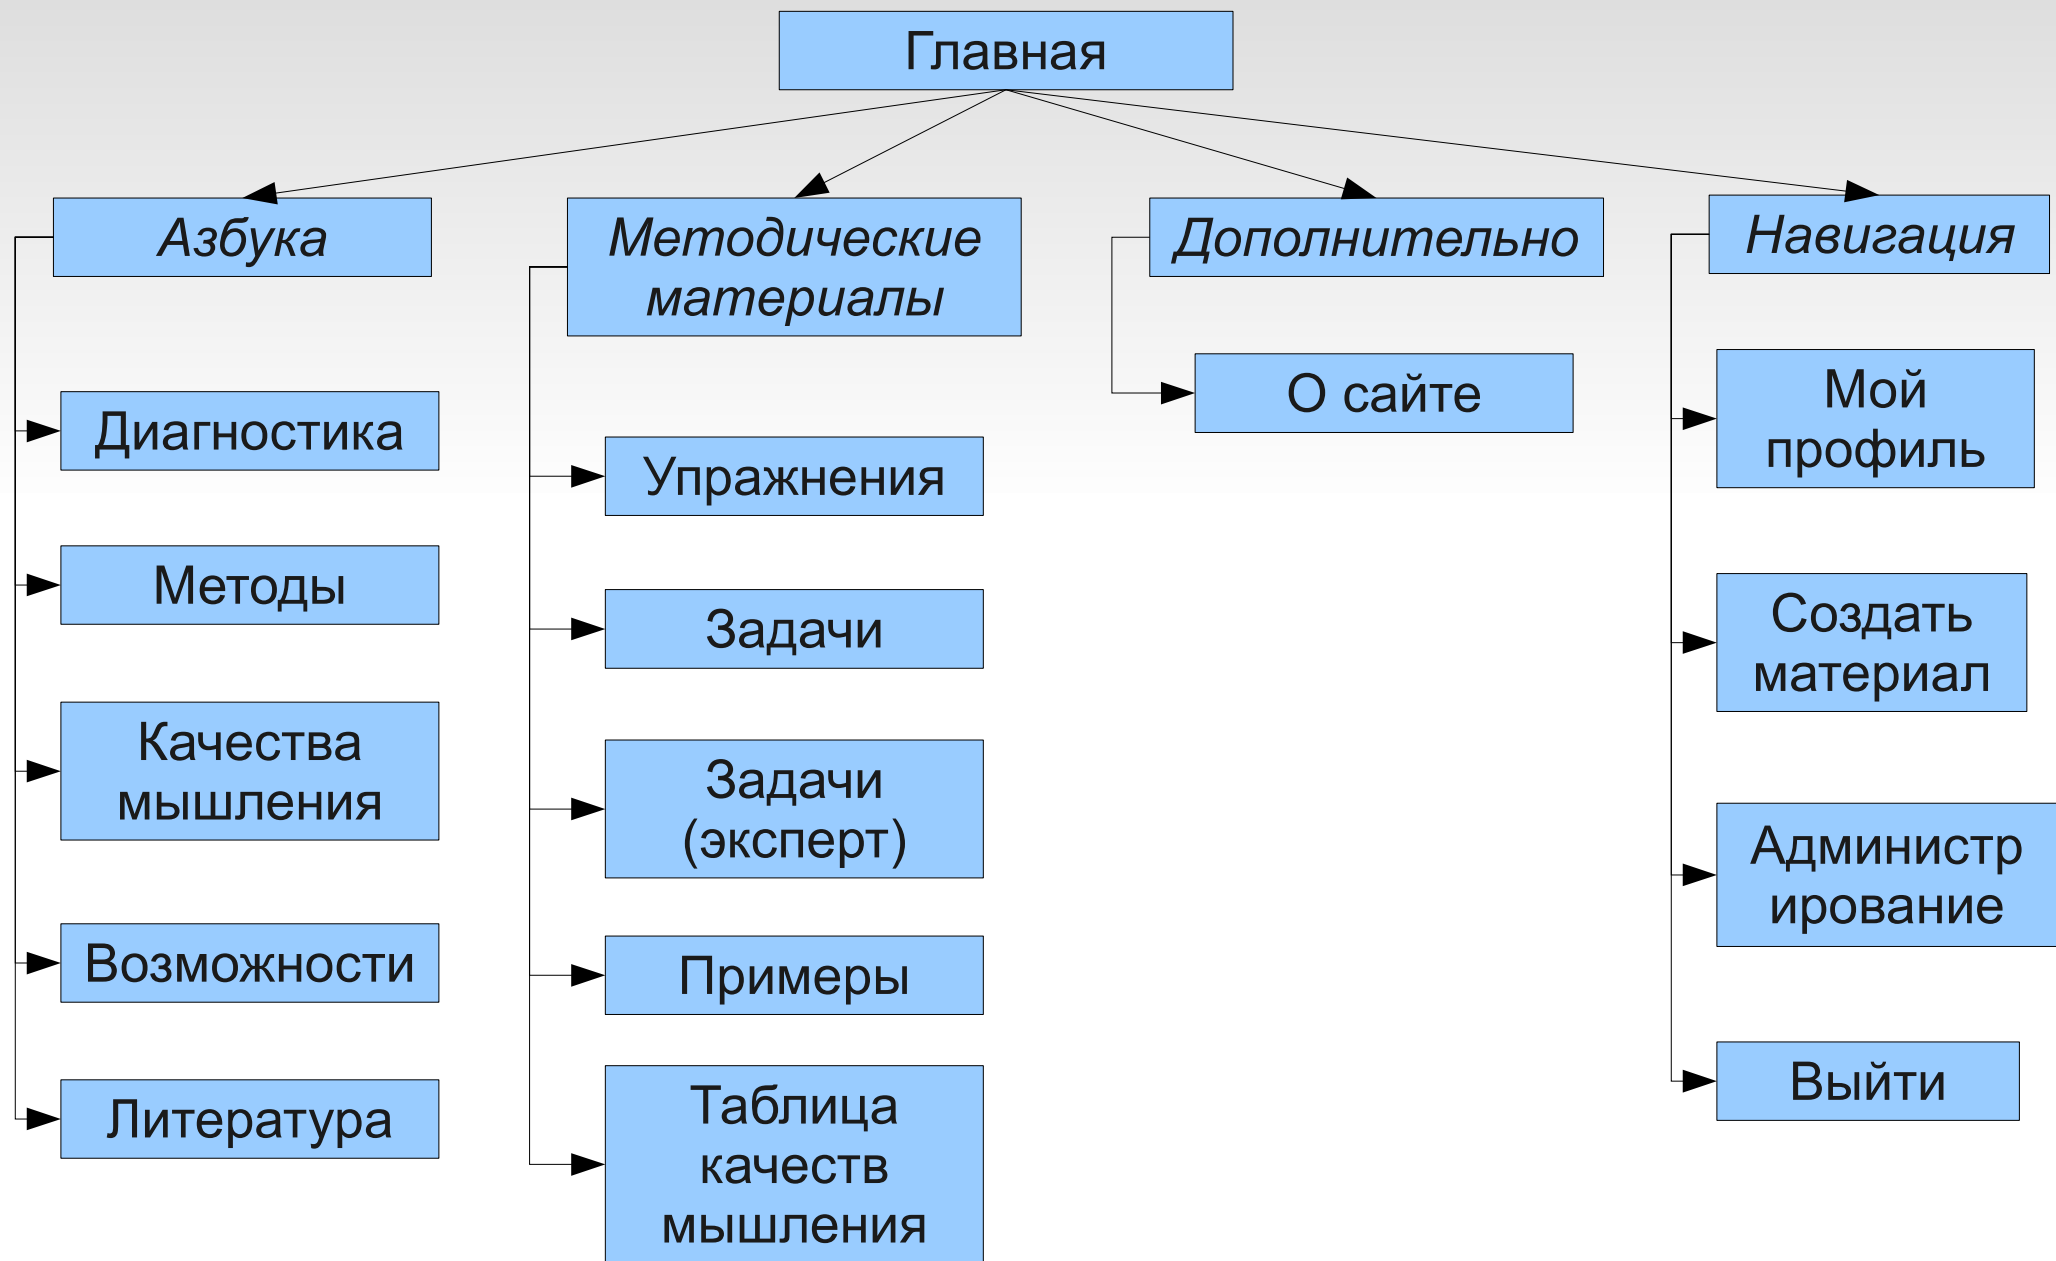 Главная
Азбука
Диагностика
Методы
Качества
мышления
Возможности
Литература
Методические
материалы
Упражнения
Задачи
Задачи
(эксперт)
Примеры
Таблица
качеств
мышления
Дополнительно
О сайте
Навигация
Мой
профиль
Создать
материал
Администр
ирование
Выйти